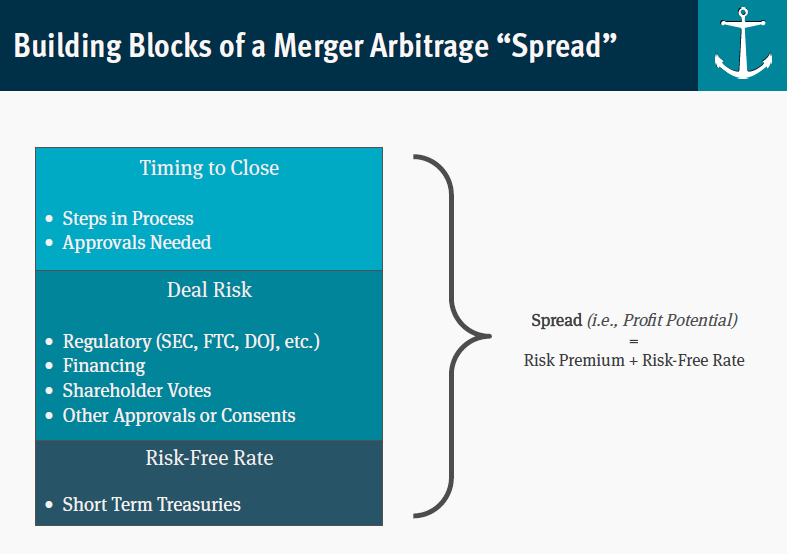 Building Blocks of a Merger Arbitrage “Spread”
Timing to Close
• Steps in Process
• Approvals Needed
Deal Risk
• Regulatory (SEC, FTC, DOJ, etc.)
• Financing
• Shareholder Votes
• Other Approvals or Consents
Risk-Free Rate
• Short Term Treasuries
Spread (i.e., Profit Potential)
=
Risk Premium + Risk-Free Rate